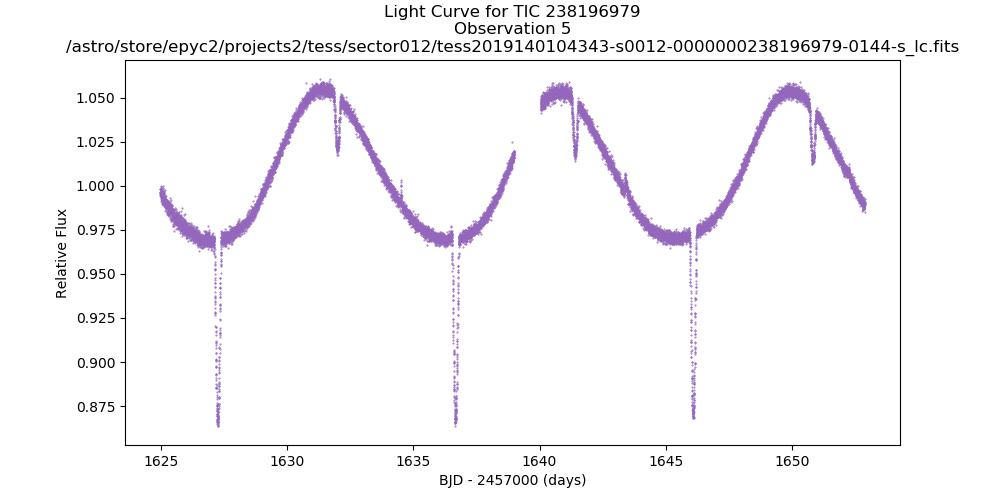 Light Curve for TIC 238196979
Observation 5
/astro/store/epyc2/projects2/tess/sector012/tess2019140104343-s0012-0000000238196979-0144-s_lc.fits
1.050
1.025
1.000
0.975
0.950
0.925
0.900
0.875
Relative Flux
1625
1630
1635
1640
1645
1650
BJD - 2457000 (days)